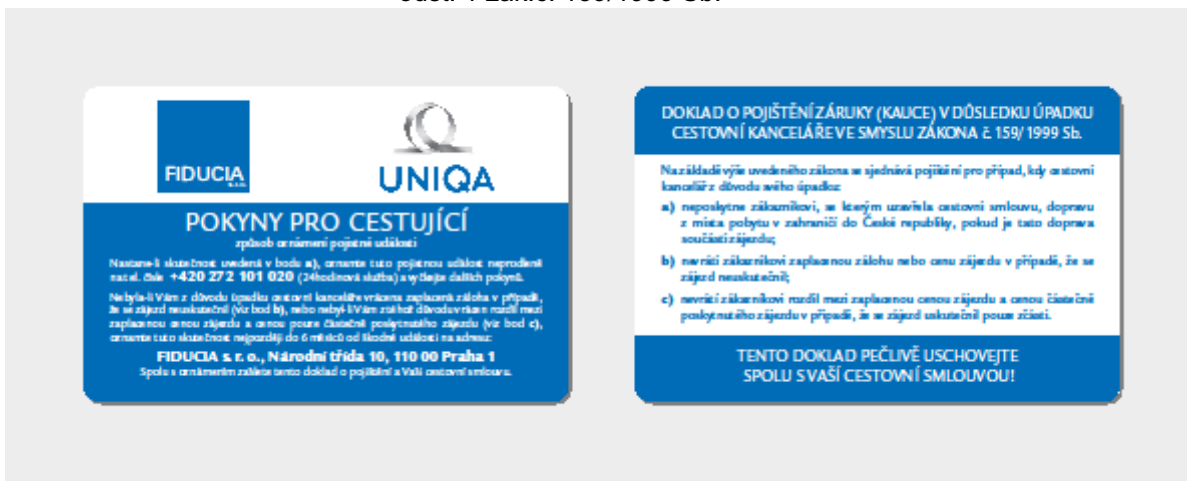 159/1999 Sb.
FIDUCIA
s.r.o.
UNIQA
POKYNY PRO CESTUJÍCÍ
způsob oznámení pojistné události
Nastane-li skutečnost uvedená v bodu a), oznamte tuto pojistnou událost neprodleně
na tel. čísle +420 272 101 020 (24hodinová služba) a vyčkejte dalších pokynů.
Nebyla-li Vám z důvodu úpadku cestovní kanceláře vrácena zaplacená záloha v případě,
že se zájezd neuskutečnil (viz bod b), nebo nebyl-li Vám z téhož důvodu vrácen rozdíl mezi
zaplacenou cenou zájezdu a cenou pouze částečně poskytnutého zájezdu (viz bod c),
oznamte tuto skutečnost nejpozději do 6 měsíců od škodné události na adresu:
FIDUCIA s. r. o., Národní třída 10, 110 00 Praha 1
Spolu s oznámením zašlete tento doklad o pojištění a Vaši cestovní smlouvu.
DOKLAD O POJIŠTĚNÍ ZÁRUKY (KAUCE) V DŮSLEDKU ÚPADKU
CESTOVNÍ KANCELÁŘE VE SMYSLU ZÁKONA č. 159/ 1999 Sb.
Na základě výše uvedeného zákona se sjednává pojištění pro případ, kdy cestovní
kancelář z důvodu svého úpadku:
a) neposkytne zákazníkovi, se kterým uzavřela cestovní smlouvu, dopravu
z místa pobytu v zahraničí do České republiky, pokud je tato doprava
součástí zájezdu;
b) nevrátí zákazníkovi zaplacenou zálohu nebo cenu zájezdu v případě, že se
zájezd neuskutečnil;
c) nevrátí zákazníkovi rozdíl mezi zaplacenou cenou zájezdu a cenou částečně
poskytnutého zájezdu v případě, že se zájezd uskutečnil pouze zčásti.
TENTO DOKLAD PEČLIVĚ USCHOVEJTE
SPOLU S VAŠÍ CESTOVNÍ SMLOUVOU!